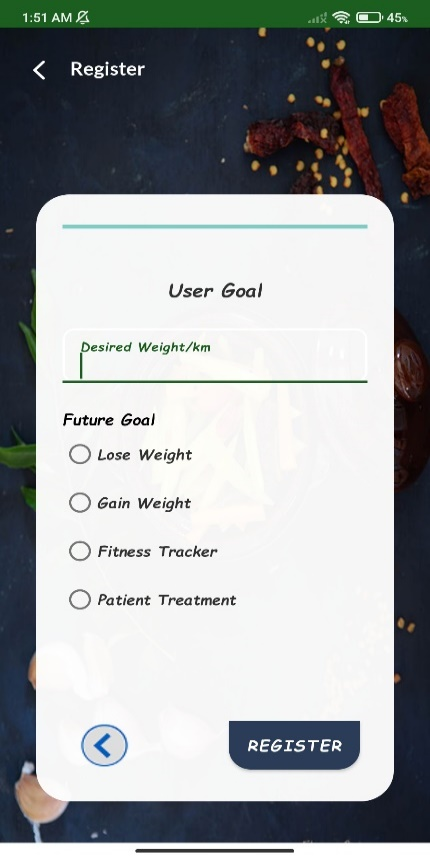 1:51 AM
45%
Register
User Goal
Desired Weight/km
Future Goal
Lose Weight
Gain Weight
Fitness Tracker
Patient Treatment
REGISTER